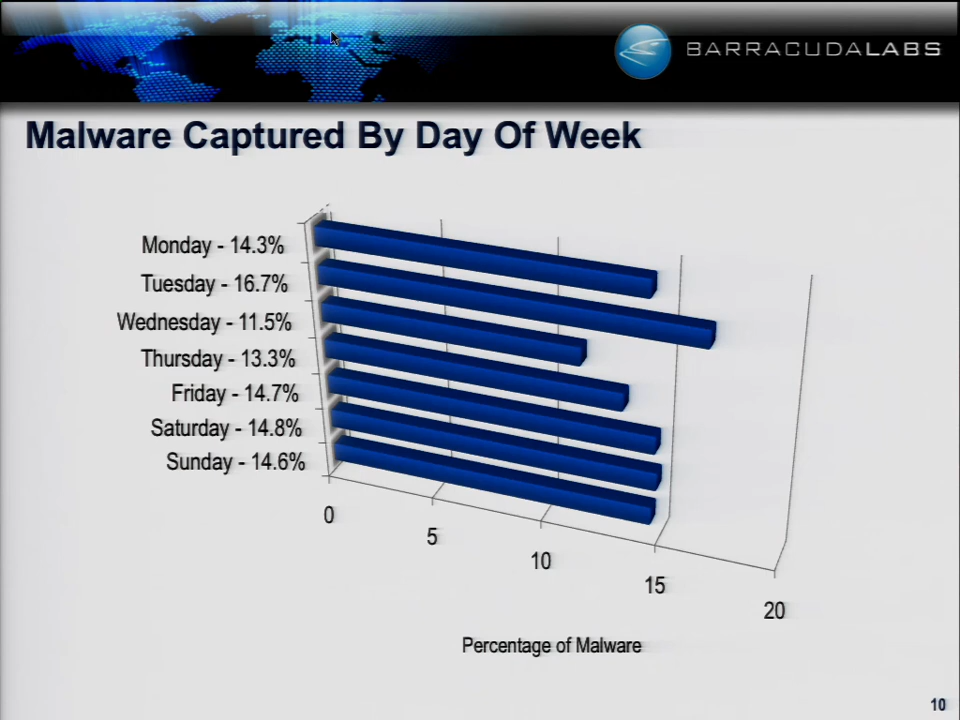 BARRACUDALABS
Malware Captured By Day Of Week
Monday - 14.3%
Tuesday - 16.7%
Wednesday - 11.5%
Thursday - 13.3%
Friday - 14.7%
Saturday - 14.8%
Sunday - 14.6%
0
5
10
15
20
Percentage of Malware
10